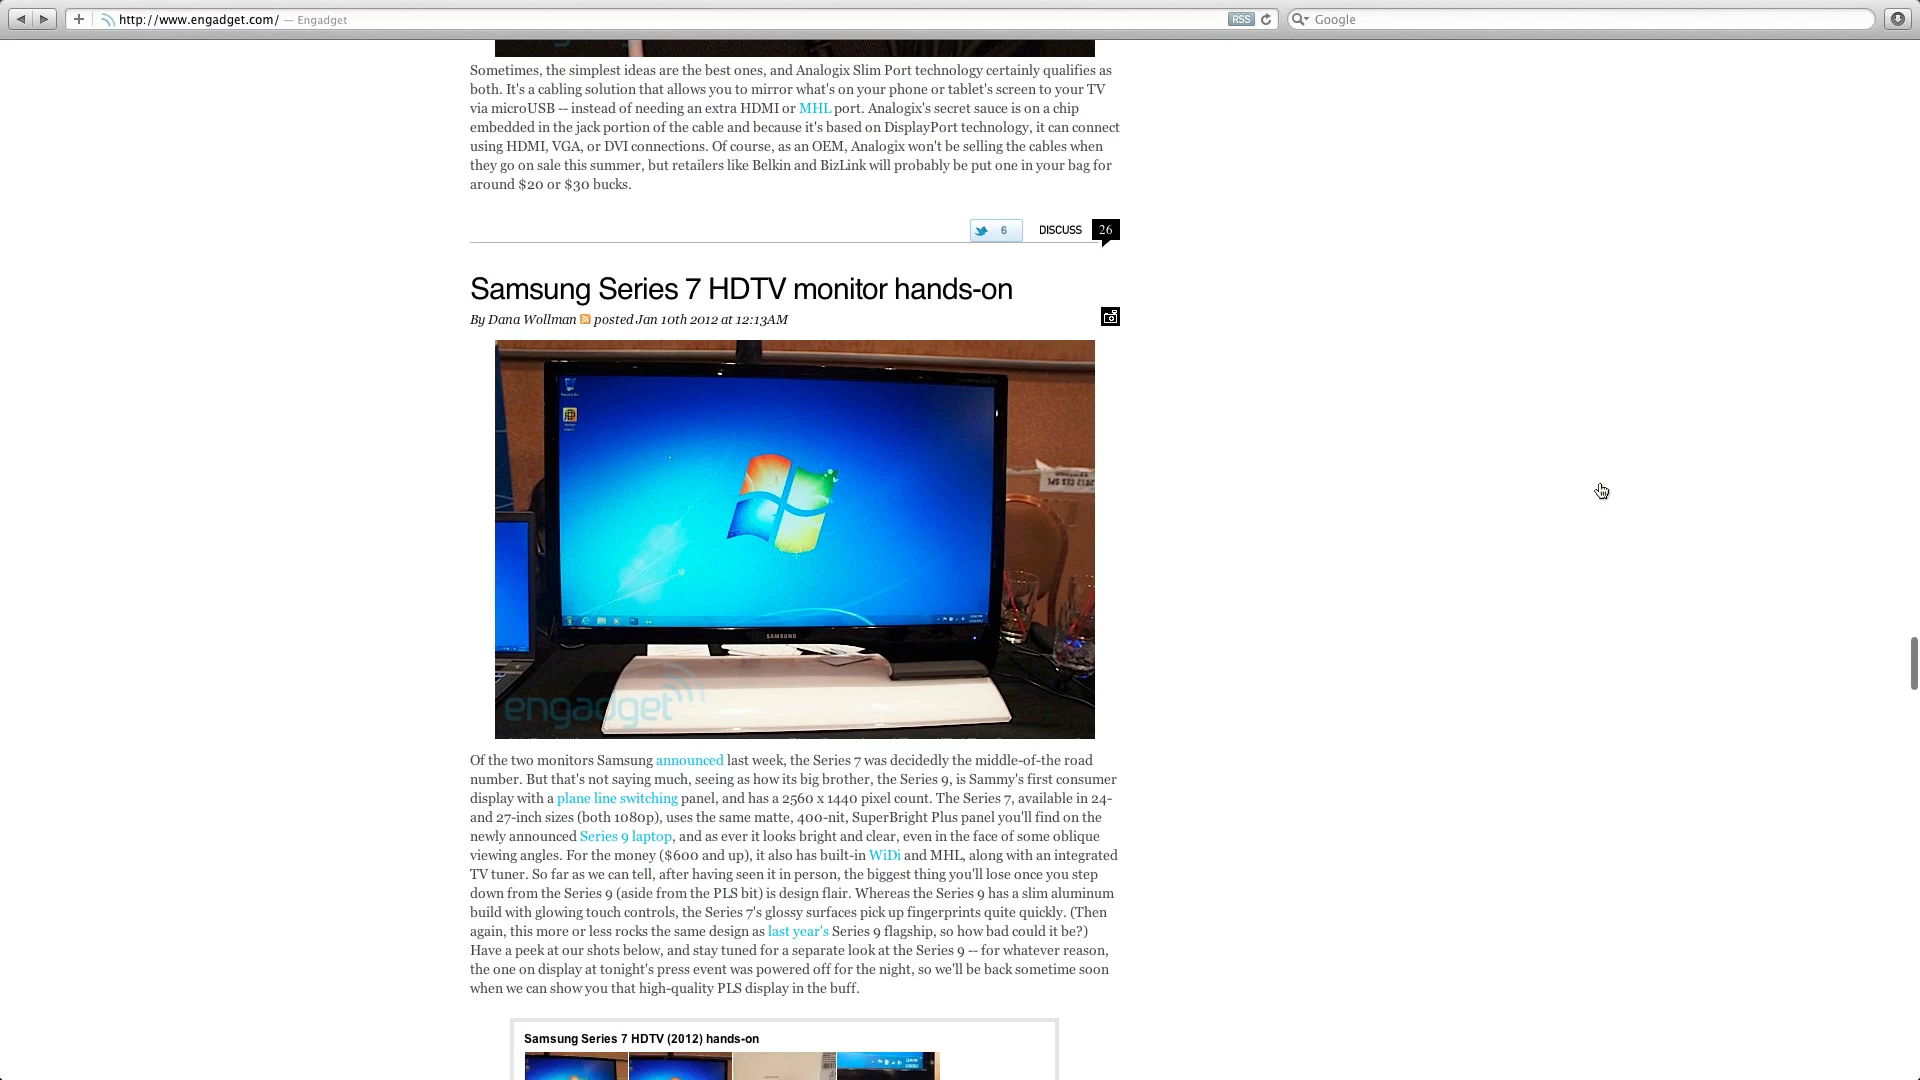 http://www.engadget.com/ — Engadget
RSS
Google
Sometimes, the simplest ideas are the best ones, and Analogix Slim Port technology certainly qualifies as
both. It's a cabling solution that allows you to mirror what's on your phone or tablet's screen to your TV
via microUSB -- instead of needing an extra HDMI or MHL port. Analogix's secret sauce is on a chip
embedded in the jack portion of the cable and because it's based on DisplayPort technology, it can connect
using HDMI, VGA, or DVI connections. Of course, as an OEM, Analogix won't be selling the cables when
they go on sale this summer, but retailers like Belkin and BizLink will probably be put one in your bag for
around $20 or $30 bucks.
6 DISCUSS 26
Samsung Series 7 HDTV monitor hands-on
By Dana Wollman posted Jan 10th 2012 at 12:13AM
SAMSUNG
engadget
Of the two monitors Samsung announced last week, the Series 7 was decidedly the middle-of-the road
number. But that's not saying much, seeing as how its big brother, the Series 9, is Sammy's first consumer
display with a plane line switching panel, and has a 2560 x 1440 pixel count. The Series 7, available in 24-
and 27-inch sizes (both 1080p), uses the same matte, 400-nit, SuperBright Plus panel you'll find on the
newly announced Series 9 laptop, and as ever it looks bright and clear, even in the face of some oblique
viewing angles. For the money ($600 and up), it also has built-in WiDi and MHL, along with an integrated
TV tuner. So far as we can tell, after having seen it in person, the biggest thing you'll lose once you step
down from the Series 9 (aside from the PLS bit) is design flair. Whereas the Series 9 has a slim aluminum
build with glowing touch controls, the Series 7's glossy surfaces pick up fingerprints quite quickly. (Then
again, this more or less rocks the same design as last year's Series 9 flagship, so how bad could it be?)
Have a peek at our shots below, and stay tuned for a separate look at the Series 9 -- for whatever reason,
the one on display at tonight's press event was powered off for the night, so we'll be back sometime soon
when we can show you that high-quality PLS display in the buff.
Samsung Series 7 HDTV (2012) hands-on